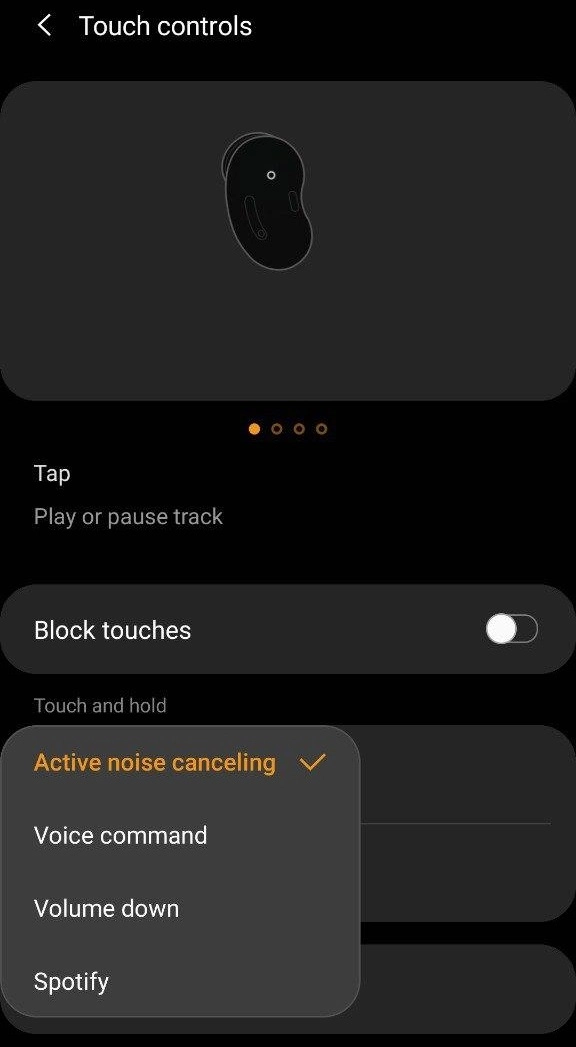 Touch controls
Tap
Play or pause track
Block touches
Touch and hold
Active noise canceling
Voice command
Volume down
Spotify